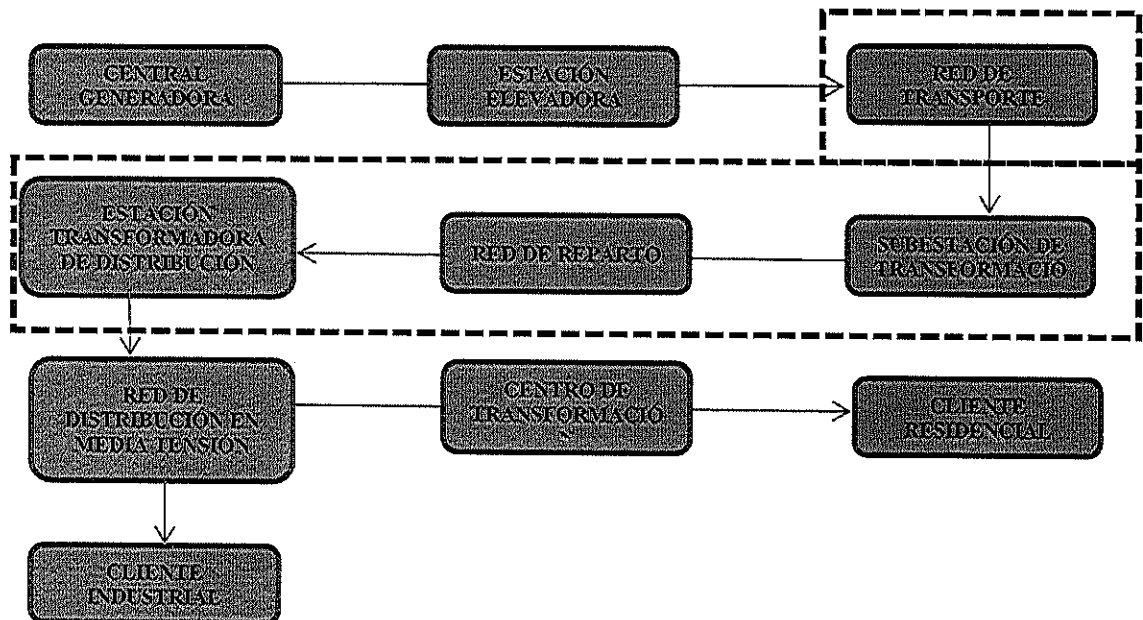 CENTRAL
GENERADORA
ESTACIÓN
ELEVADORA
RED DE
TRANSPORTE
ESTACIÓN
TRANSFORMADORA
DE DISTRIBUCIÓN
RED DE REPARTO
SUBESTACIÓN DE
TRANSFORMACIÓ
RED DE
DISTRIBUCIÓN EN
MEDIA TENSIÓN
CENTRO DE
TRANSFORMACIÓ
CLIENTE
RESIDENCIAL
CLIENTE
INDUSTRIAL